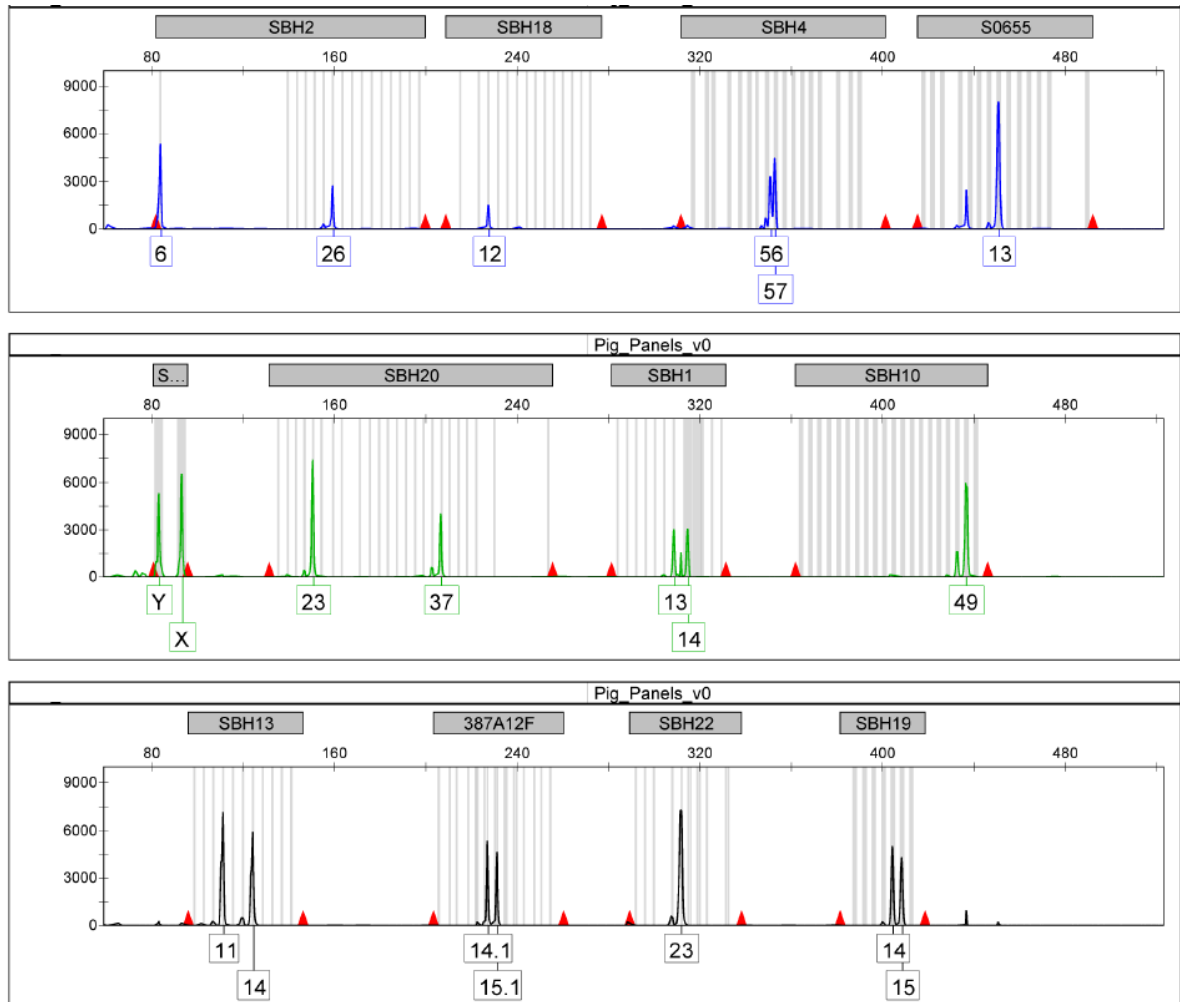 SBH2 SBH18 SBH4 S0655
80 160 240 320 400 480
9000
6000
3000
0
6 26 12 56 13
57
Pig_Panels_v0
S... SBH20 SBH1 SBH10
80 160 240 320 400 480
9000
6000
3000
0
Y 23 37 13 49
X 14
Pig_Panels_v0
SBH13 387A12F SBH22 SBH19
80 160 240 320 400 480
9000
6000
3000
0
11 14.1 23 14
14 15.1 15